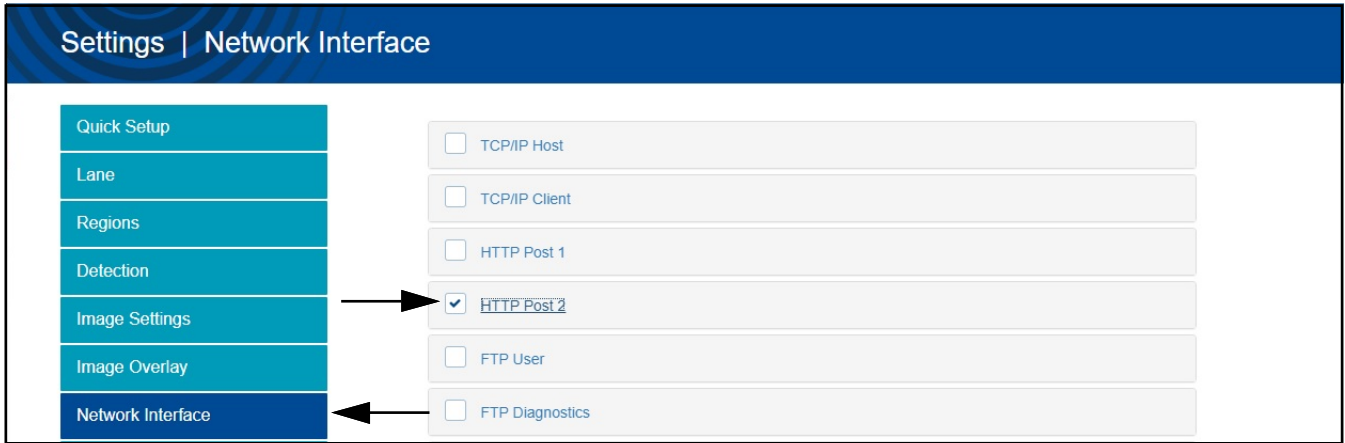 Settings | Network Interface
Quick Setup
Lane
Regions
Detection
Image Settings
Image Overlay
Network Interface
TCP/IP Host
TCP/IP Client
HTTP Post 1
HTTP Post 2
FTP User
FTP Diagnostics